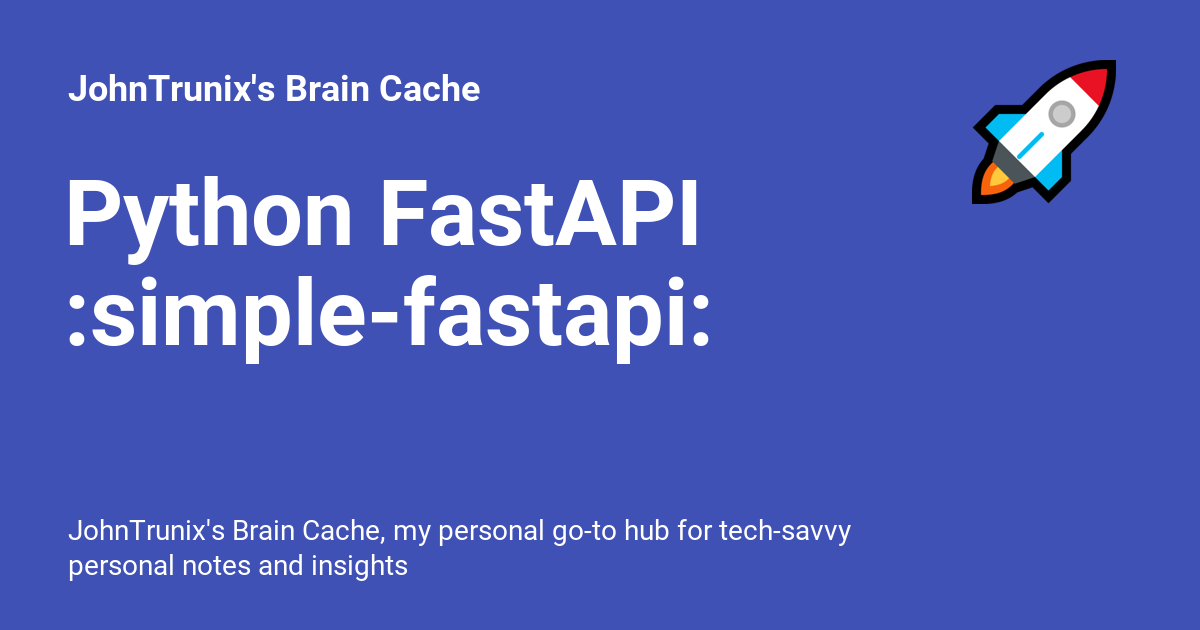 JohnTrunix's Brain Cache
Python FastAPI
:simple-fastapi:
JohnTrunix's Brain Cache, my personal go-to hub for tech-savvy
personal notes and insights